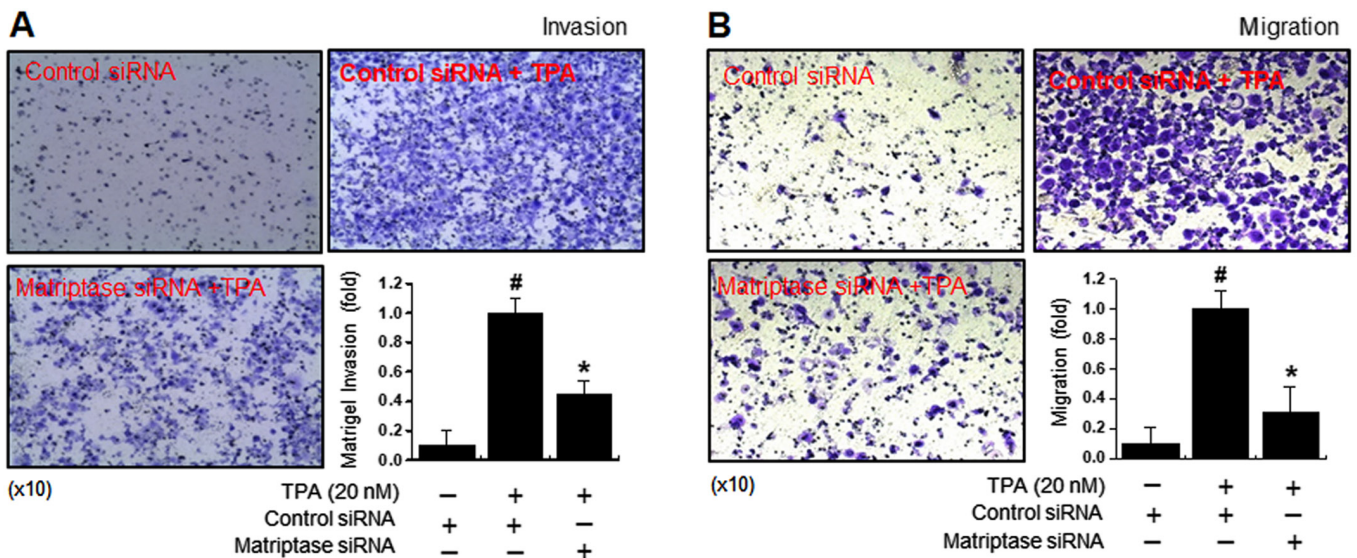 A
Invasion
Control siRNA
Control siRNA + TPA
Matriptase siRNA +TPA
Matrigel Invasion (fold)
1.2
1.0
0.8
0.6
0.4
0.2
0.0
#
*
(x10)
TPA (20 nM) – + +
Control siRNA + + –
Matriptase siRNA – – +
B
Migration
Control siRNA
Control siRNA + TPA
Matriptase siRNA +TPA
Migration (fold)
1.2
1.0
0.8
0.6
0.4
0.2
0.0
#
*
(x10)
TPA (20 nM) – + +
Control siRNA + + –
Matriptase siRNA – – +